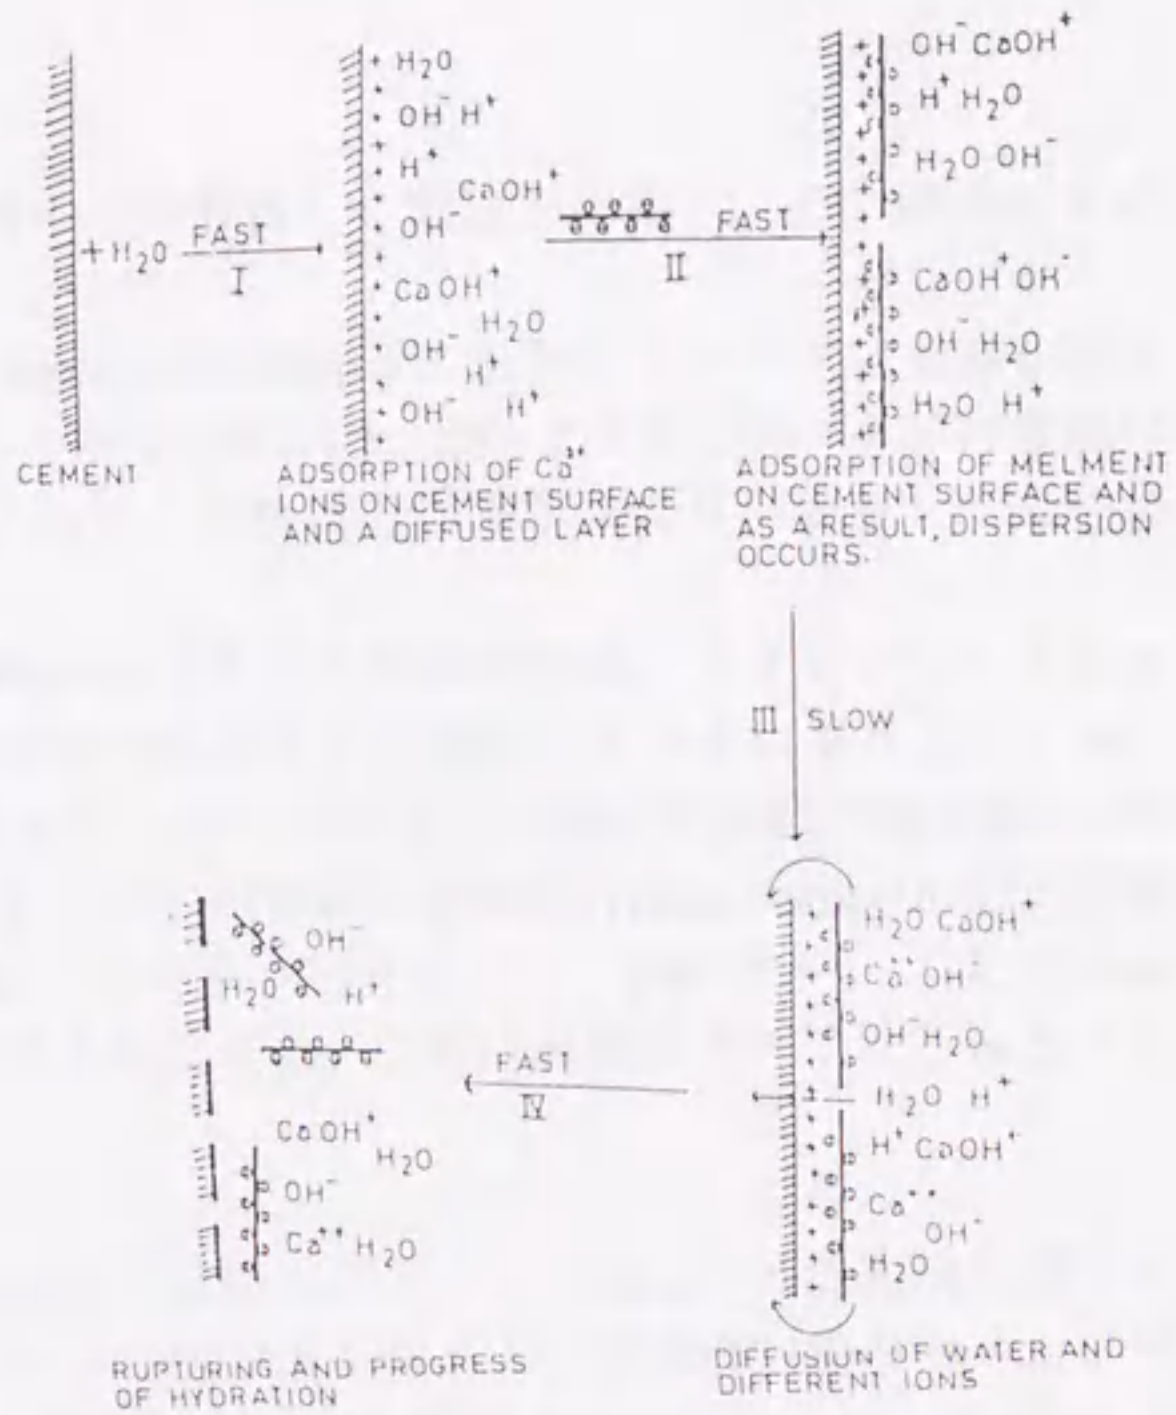 + H₂O
FAST
I
CEMENT
+ H₂O
OH⁻ H⁺
H⁺
CaOH⁺
OH⁻
CaOH⁺
H₂O
OH⁻
H⁺
OH⁻ H⁺
ADSORPTION OF Ca²⁺
IONS ON CEMENT SURFACE
AND A DIFFUSED LAYER
FAST
II
OH⁻ CaOH⁺
H⁺ H₂O
H₂O OH⁻
CaOH⁺ OH⁻
OH⁻ H₂O
H₂O H⁺
ADSORPTION OF MELMENT
ON CEMENT SURFACE AND
AS A RESULT, DISPERSION
OCCURS.
III SLOW
H₂O CaOH⁺
Ca⁺⁺ OH⁻
OH⁻ H₂O
H₂O H⁺
H⁺ CaOH⁺
Ca⁺⁺
OH⁻
H₂O
DIFFUSION OF WATER AND
DIFFERENT IONS
FAST
IV
OH⁻
H₂O H⁺
CaOH⁺
H₂O
OH⁻
Ca⁺⁺ H₂O
RUPTURING AND PROGRESS
OF HYDRATION